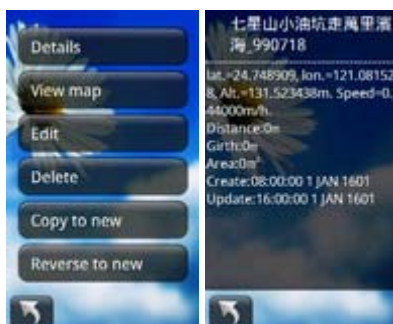 Details
View map
Edit
Delete
Copy to new
Reverse to new
七星山小油坑走萬里濱
海_990718
lat.=24.748909, lon.=121.08152
8, Alt.=131.523438m. Speed=0.
44000m/h.
Distance:0m
Girth:0m
Area:0m²
Create:08:00:00 1 JAN 1601
Update:16:00:00 1 JAN 1601